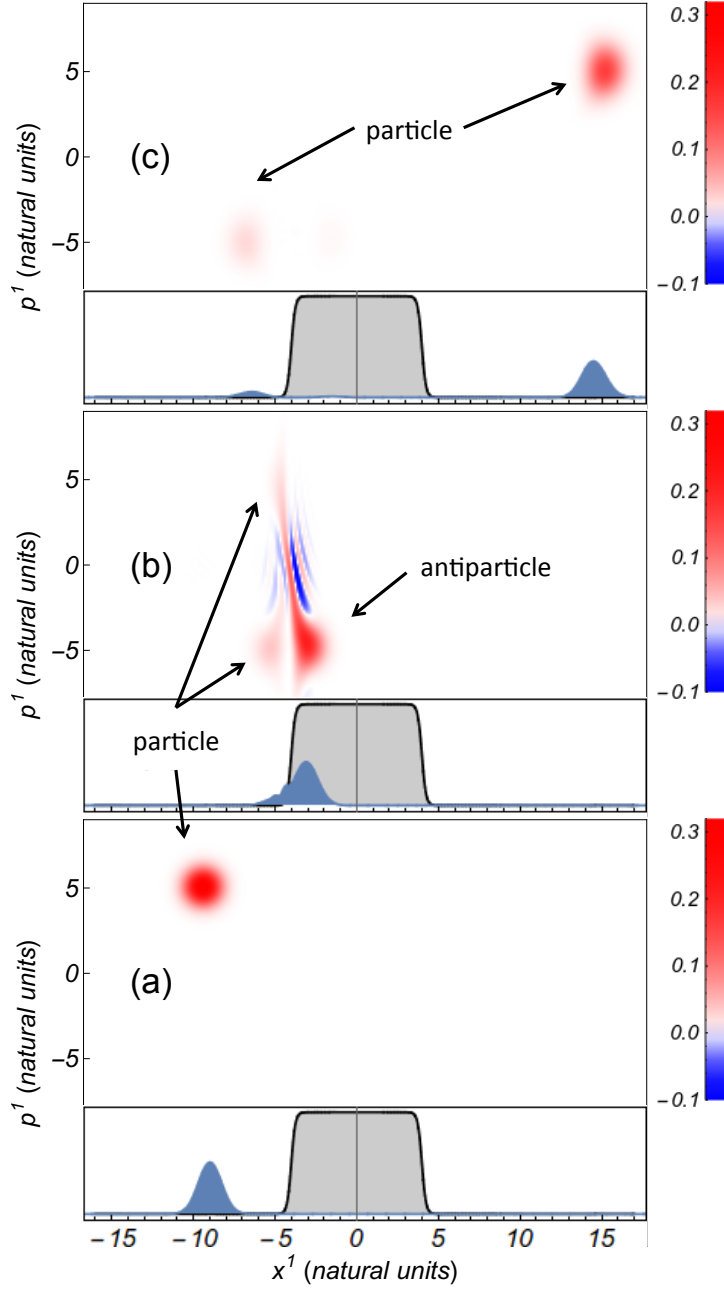 0.3
5
0.2
particle
0
(c)
0.1
0.0
−5
−0.1
p¹ (natural units)
0.3
5
0.2
0
(b)
antiparticle
0.1
0.0
−5
−0.1
p¹ (natural units)
particle
0.3
5
0.2
0
(a)
0.1
0.0
−5
−0.1
p¹ (natural units)
−15 −10 −5 0 5 10 15
x¹ (natural units)